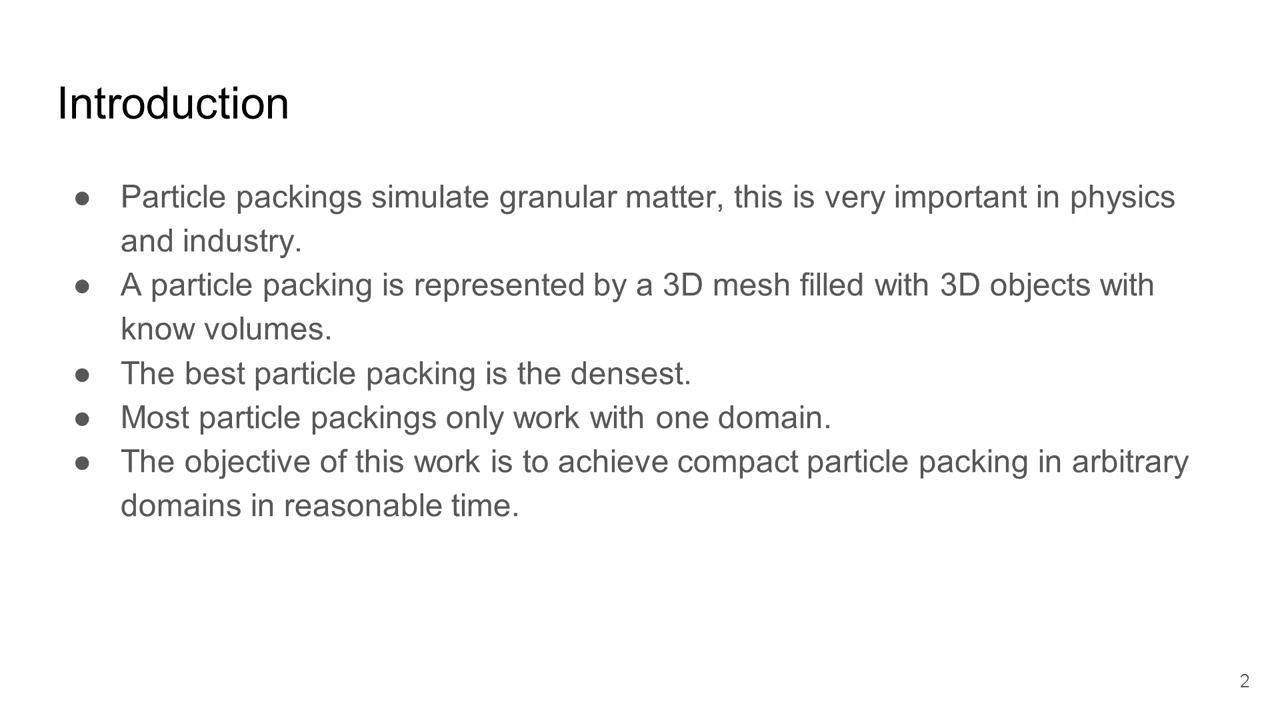 Introduction
● Particle packings simulate granular matter, this is very important in physics
and industry.
● A particle packing is represented by a 3D mesh filled with 3D objects with
know volumes.
● The best particle packing is the densest.
● Most particle packings only work with one domain.
● The objective of this work is to achieve compact particle packing in arbitrary
domains in reasonable time.
2